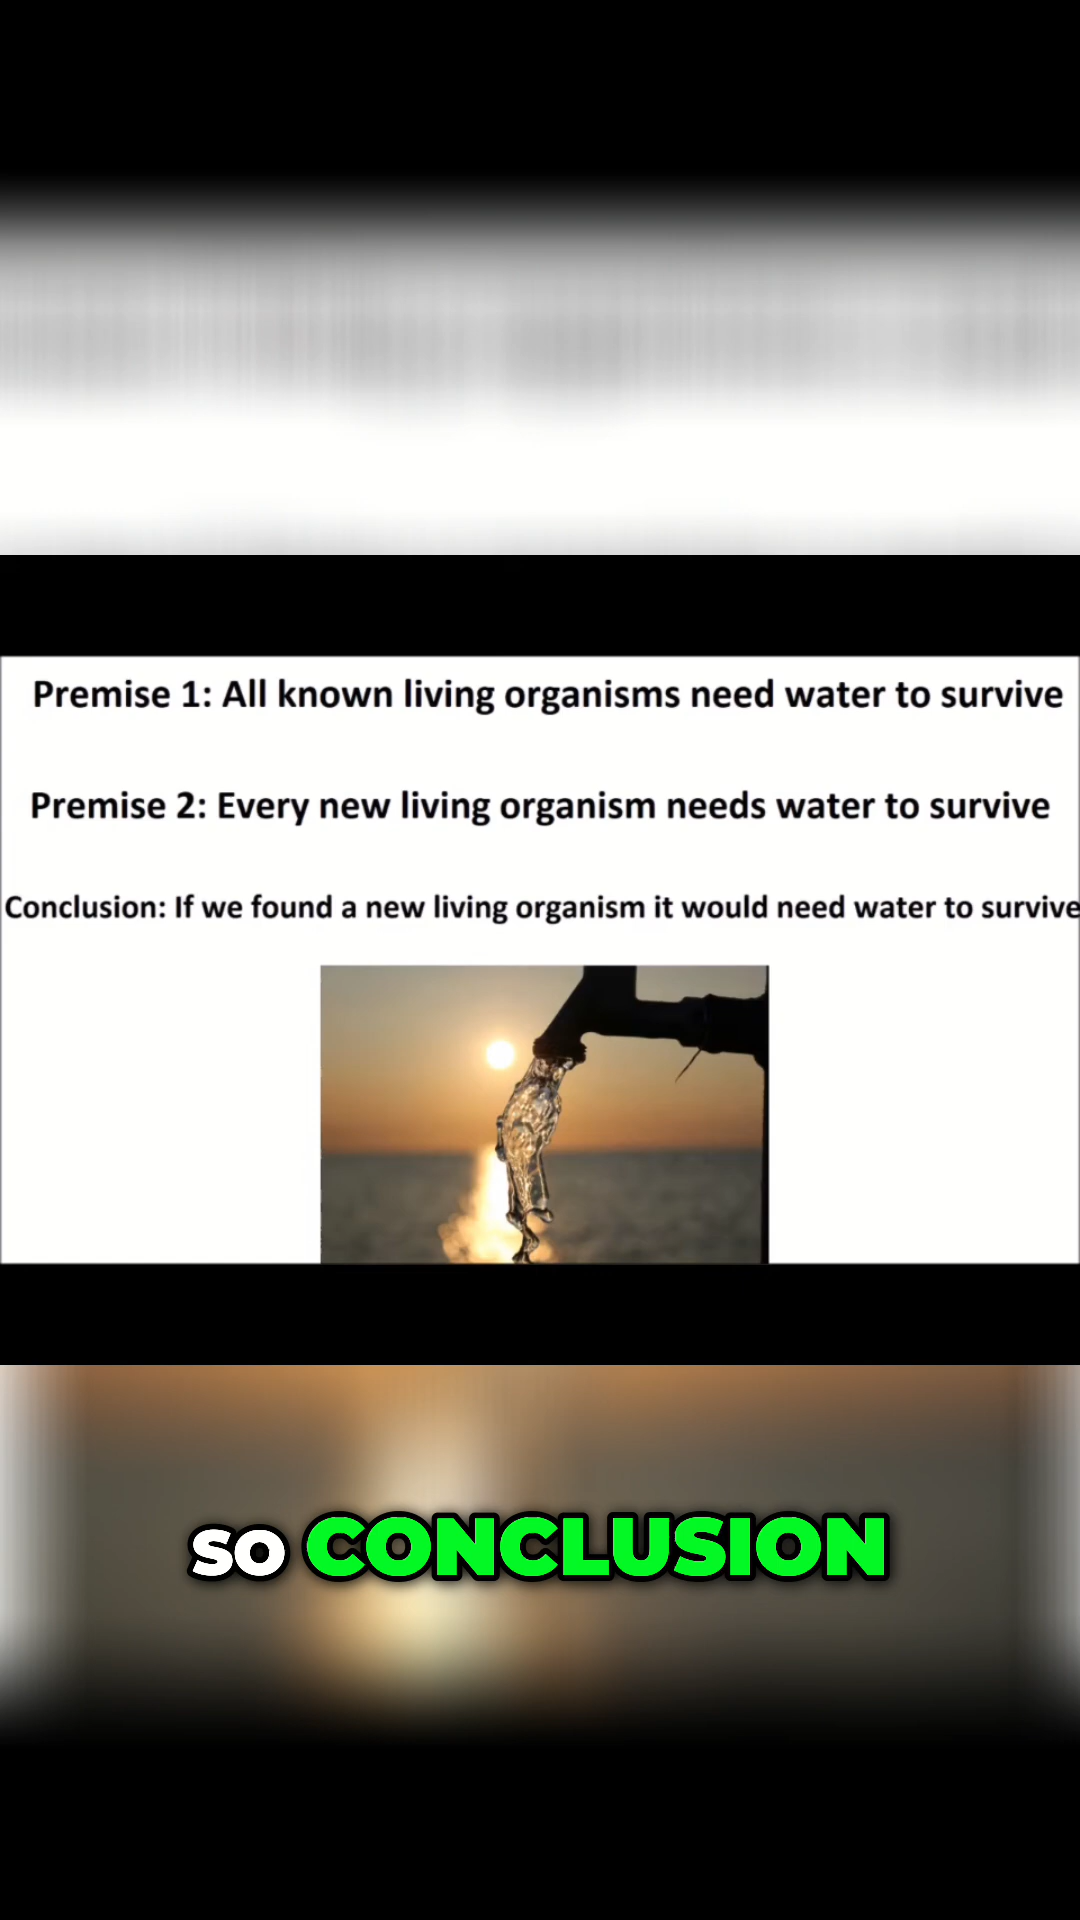 Premise 1: All known living organisms need water to survive
Premise 2: Every new living organism needs water to survive
Conclusion: If we found a new living organism it would need water to survive
SO CONCLUSION